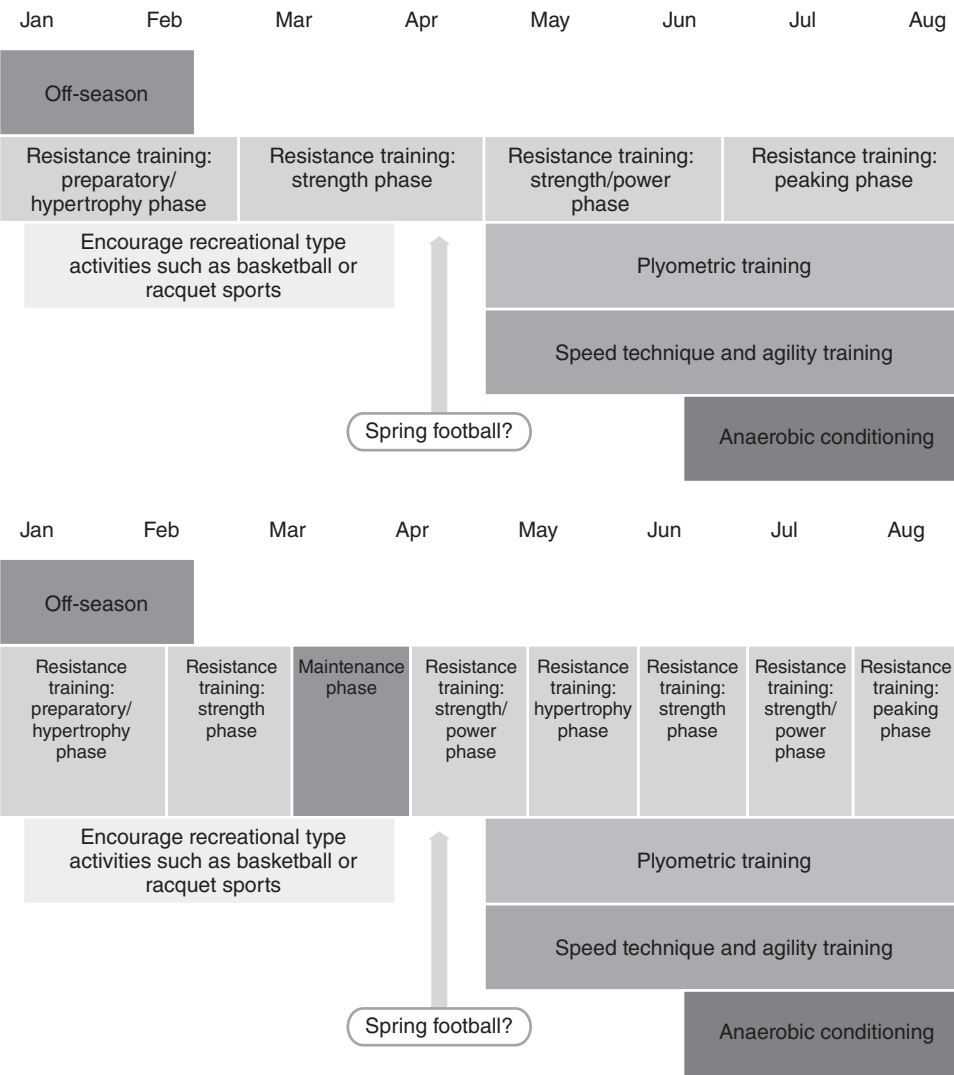 Jan Feb Mar Apr May Jun Jul Aug
Off-season
Resistance training:
preparatory/
hypertrophy phase
Resistance training:
strength phase
Resistance training:
strength/power
phase
Resistance training:
peaking phase
Encourage recreational type
activities such as basketball or
racquet sports
Plyometric training
Speed technique and agility training
Spring football?
Anaerobic conditioning
Jan Feb Mar Apr May Jun Jul Aug
Off-season
Resistance
training:
preparatory/
hypertrophy
phase
Resistance
training:
strength
phase
Maintenance
phase
Resistance
training:
strength/
power
phase
Resistance
training:
hypertrophy
phase
Resistance
training:
strength
phase
Resistance
training:
strength/
power
phase
Resistance
training:
peaking
phase
Encourage recreational type
activities such as basketball or
racquet sports
Plyometric training
Speed technique and agility training
Spring football?
Anaerobic conditioning